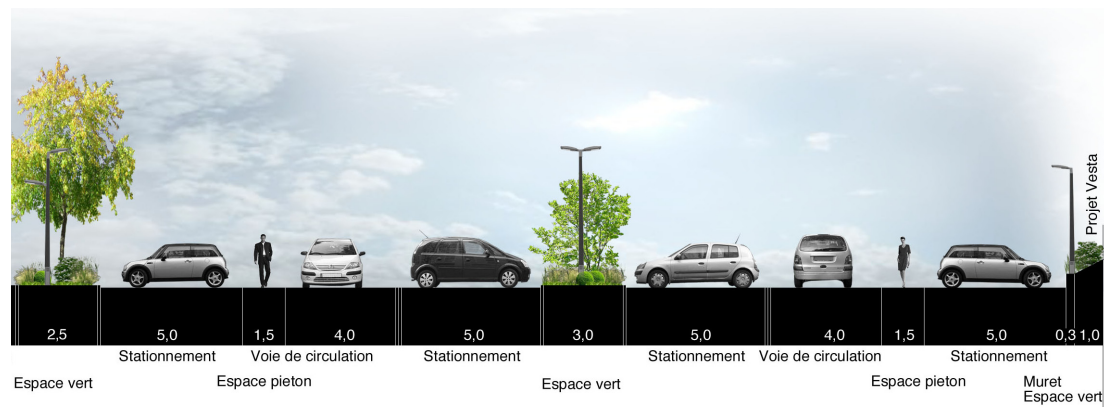 Projet Vesta
2,5 5,0 1,5 4,0 5,0 3,0 5,0 4,0 1,5 5,0 0,3 1,0
Stationnement Voie de circulation Stationnement Stationnement Voie de circulation Stationnement
Espace vert Espace pieton Espace vert Espace pieton Muret
Espace vert